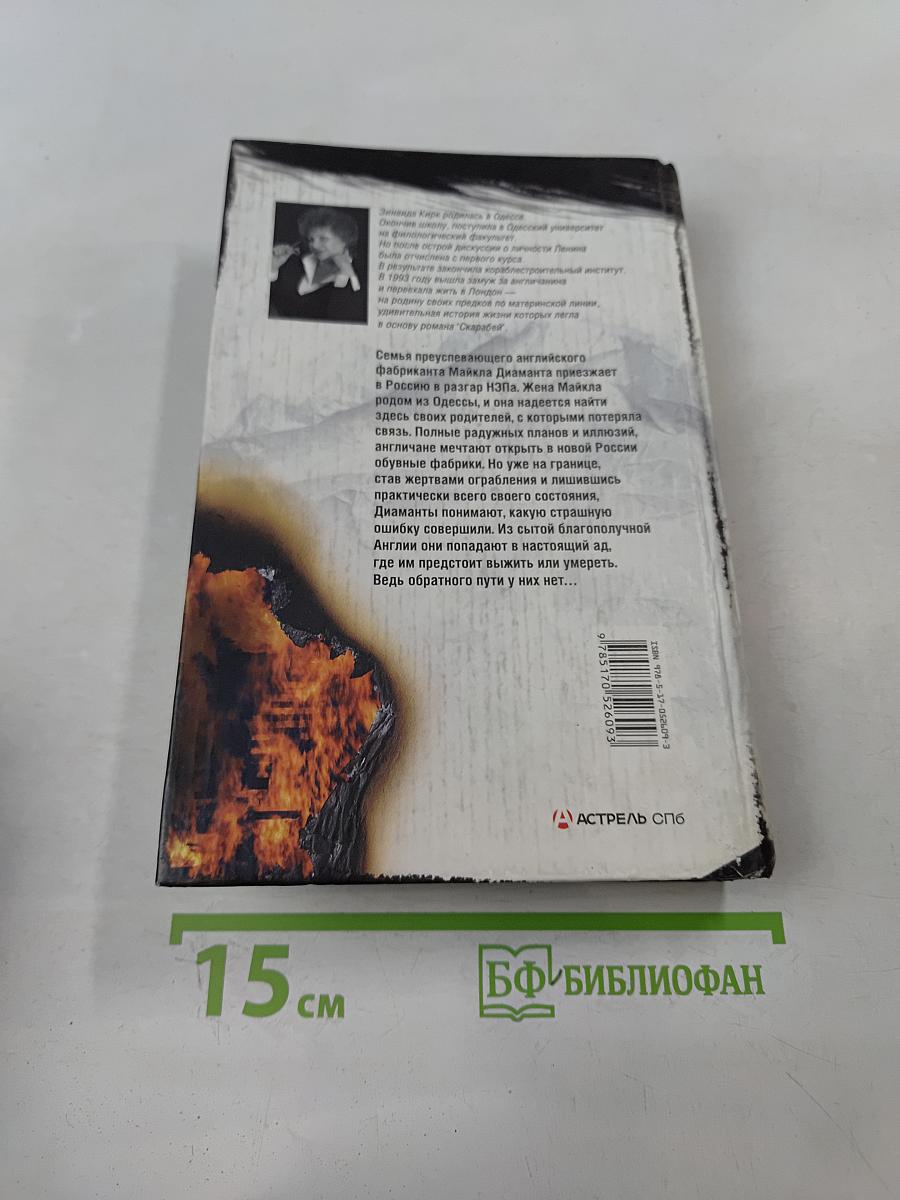 Зинаида Кирк родилась в Одессе.
Окончив школу, поступила в Одесский университет
на филологический факультет.
Но после острой дискуссии о личности Ленина
была отчислена с первого курса.
В результате закончила кораблестроительный институт.
В 1993 году вышла замуж за англичанина
и переехала жить в Лондон —
на родину своих предков по материнской линии,
удивительная история жизни которых легла
в основу романа "Скарабей".
Семья преуспевающего английского
фабриканта Майкла Диаманта приезжает
в Россию в разгар НЭПа. Жена Майкла
родом из Одессы, и она надеется найти
здесь своих родителей, с которыми потеряла
связь. Полные радужных планов и иллюзий,
англичане мечтают открыть в новой России
обувные фабрики. Но уже на границе,
став жертвами ограбления и лишившись
практически всего своего состояния,
Диаманты понимают, какую страшную
ошибку совершили. Из сытой благополучной
Англии они попадают в настоящий ад,
где им предстоит выжить или умереть.
Ведь обратного пути у них нет...
ISBN 978-5-17-052609-3
9785170526093
АСТРЕЛЬ СПб
15 см
БФ БИБЛИОФАН